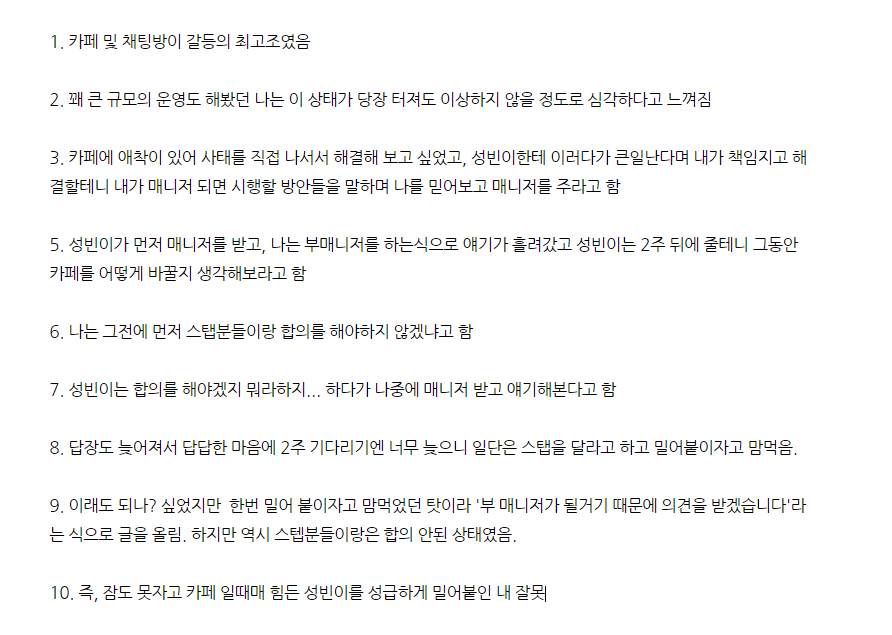 1. 카페 및 채팅방이 갈등의 최고조였음
2. 꽤 큰 규모의 운영도 해봤던 나는 이 상태가 당장 터져도 이상하지 않을 정도로 심각하다고 느껴짐
3. 카페에 애착이 있어 사태를 직접 나서서 해결해 보고 싶었고, 성빈이한테 이러다가 큰일난다며 내가 책임지고 해
결할테니 내가 매니저 되면 시행할 방안들을 말하며 나를 믿어보고 매니저를 주라고 함
5. 성빈이가 먼저 매니저를 받고, 나는 부매니저를 하는식으로 얘기가 흘려갔고 성빈이는 2주 뒤에 줄테니 그동안
카페를 어떻게 바꿀지 생각해보라고 함
6. 나는 그전에 먼저 스탭분들이랑 합의를 해야하지 않겠냐고 함
7. 성빈이는 합의를 해야겠지 뭐라하지... 하다가 나중에 매니저 받고 얘기해본다고 함
8. 답장도 늦어져서 답답한 마음에 2주 기다리기엔 너무 늦으니 일단은 스탭을 달라고 하고 밀어붙이자고 맘먹음.
9. 이래도 되나? 싶었지만  한번 밀어 붙이자고 맘먹었던 탓이라 '부 매니저가 될거기 때문에 의견을 받겠습니다'라
는 식으로 글을 올림. 하지만 역시 스텝분들이랑은 합의 안된 상태였음.
10. 즉, 잠도 못자고 카페 일때매 힘든 성빈이를 성급하게 밀어붙인 내 잘못